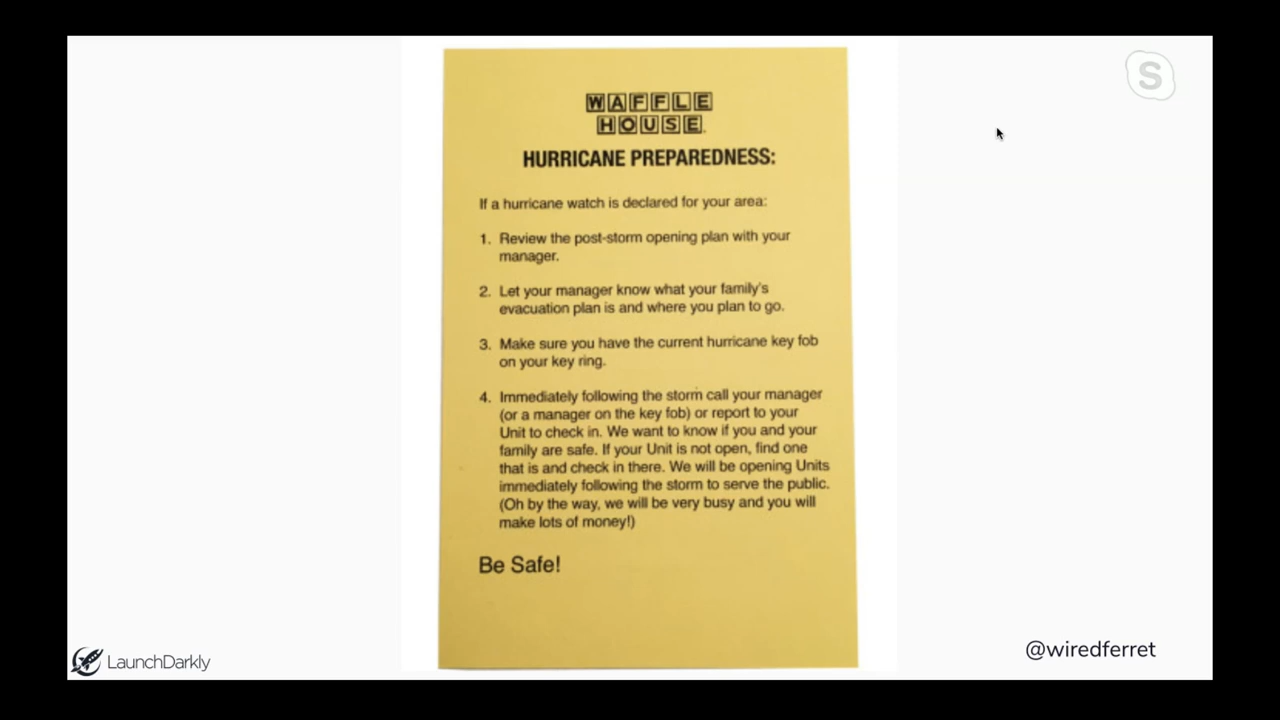 S
WAFFLE
HOUSE
HURRICANE PREPAREDNESS:
If a hurricane watch is declared for your area:
1. Review the post-storm opening plan with your
manager.
2. Let your manager know what your family's
evacuation plan is and where you plan to go.
3. Make sure you have the current hurricane key fob
on your key ring.
4. Immediately following the storm call your manager
(or a manager on the key fob) or report to your
Unit to check in. We want to know if you and your
family are safe. If your Unit is not open, find one
that is and check in there. We will be opening Units
immediately following the storm to serve the public.
(Oh by the way, we will be very busy and you will
make lots of money!)
Be Safe!
LaunchDarkly
@wiredferret